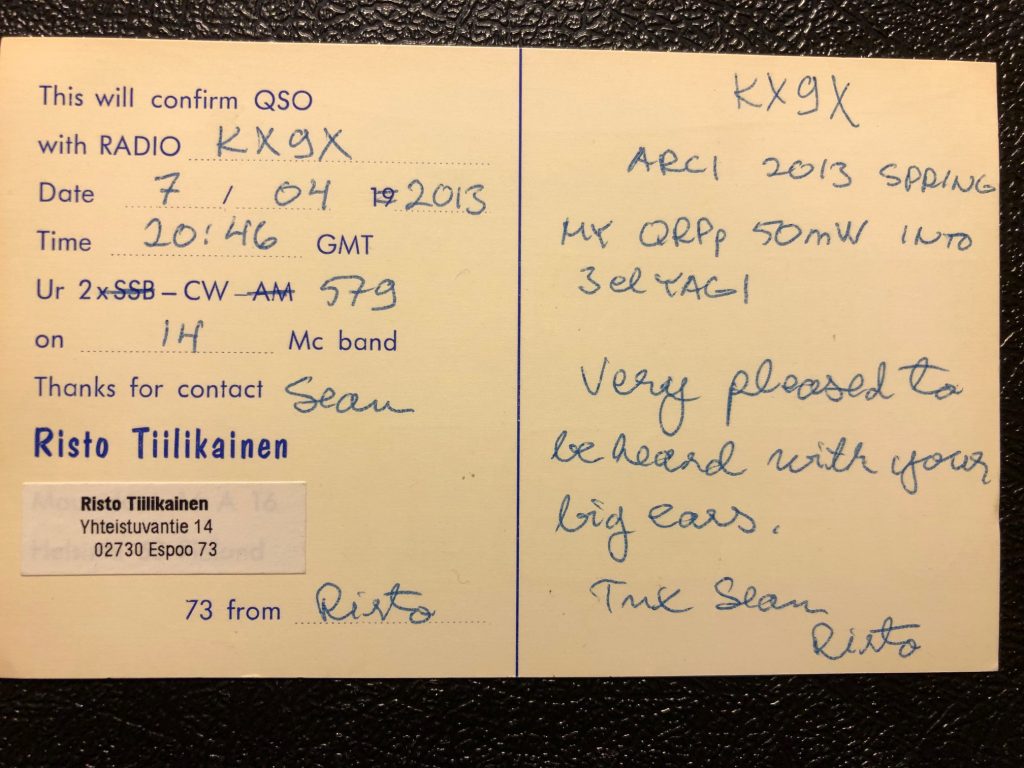 This will confirm QSO
with RADIO KX9X
Date 7 / 04 19 2013
Time 20:46 GMT
Ur 2xSSB – CW – AM 579
on 14 Mc band
Thanks for contact Sean
Risto Tiilikainen
A 16
Risto Tiilikainen
Yhteistuvantie 14
02730 Espoo 73
73 from Risto
KX9X
ARCI 2013 SPRING
MY QRPp 50mW INTO
3el YAGI
Very pleased to
be heard with your
big ears.
Tnx Sean
Risto